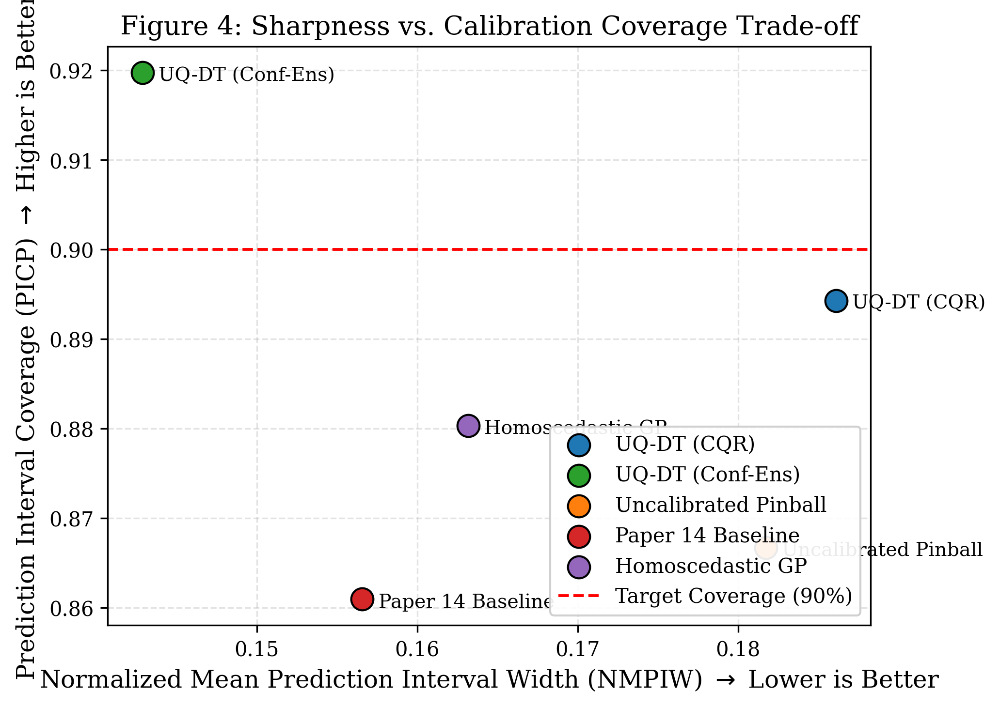 Figure 4: Sharpness vs. Calibration Coverage Trade-off
Prediction Interval Coverage (PICP) → Higher is Better
0.92
0.91
0.90
0.89
0.88
0.87
0.86
UQ-DT (Conf-Ens)
UQ-DT (CQR)
Homoscedastic GP
Uncalibrated Pinball
Paper 14 Baseline
UQ-DT (CQR)
UQ-DT (Conf-Ens)
Uncalibrated Pinball
Paper 14 Baseline
Homoscedastic GP
Target Coverage (90%)
0.15
0.16
0.17
0.18
Normalized Mean Prediction Interval Width (NMPIW) → Lower is Better